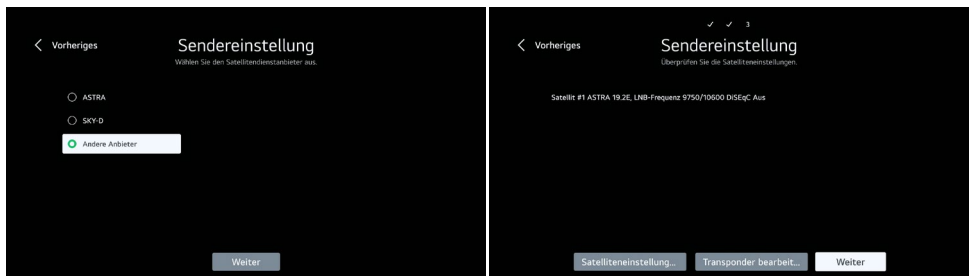 Vorheriges
Sendereinstellung
Wählen Sie den Satellitendienstanbieter aus.
ASTRA
SKY-D
Andere Anbieter
Weiter
3
Vorheriges
Sendereinstellung
Überprüfen Sie die Satelliteneinstellungen.
Satellit #1 ASTRA 19.2E, LNB-Frequenz 9750/10600 DiSEqC Aus
Satelliteneinstellung...
Transponder bearbeit...
Weiter